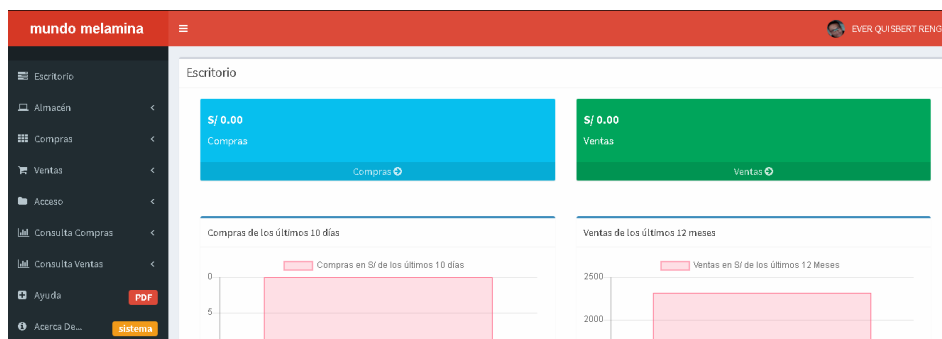 mundo melamina
EVER QUISBERT RENG
Escritorio
Almacén
Compras
Ventas
Acceso
Consulta Compras
Consulta Ventas
Ayuda PDF
Acerca De... sistema
Escritorio
S/ 0.00
Compras
Compras
S/ 0.00
Ventas
Ventas
Compras de los últimos 10 días
Compras en S/ de los últimos 10 días
0
5
Ventas de los últimos 12 meses
Ventas en S/ de los últimos 12 Meses
2500
2000